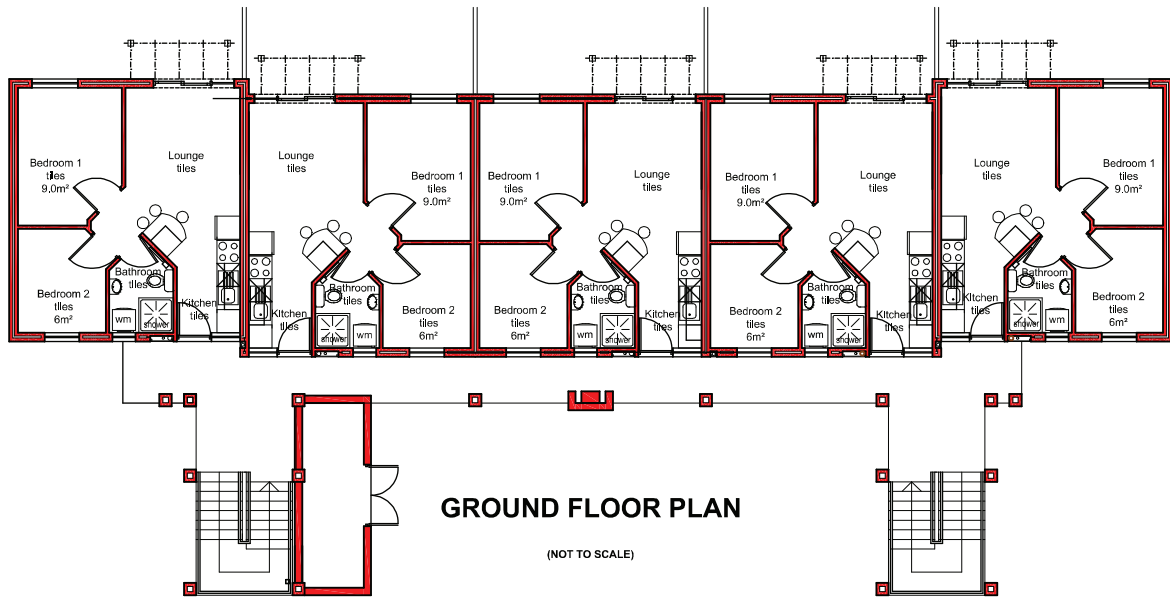 Bedroom 1
tiles
9.0m²
Lounge
tiles
Bedroom 2
tiles
6m²
Bathroom
tiles
Kitchen
tiles
wm
shower
Lounge
tiles
Bedroom 1
tiles
9.0m²
KItchen
tiles
Bathroom
tiles
shower
wm
Bedroom 2
tiles
6m²
Bedroom 1
tiles
9.0m²
Lounge
tiles
Bedroom 2
tiles
6m²
Bathroom
tiles
wm
shower
Kitchen
tiles
Bedroom 1
tiles
9.0m²
Lounge
tiles
Bedroom 2
tiles
6m²
Bathroom
tiles
wm
shower
KItchen
tiles
Lounge
tiles
Bedroom 1
tiles
9.0m²
KItchen
tiles
Bathroom
tiles
shower
wm
Bedroom 2
tiles
6m²
GROUND FLOOR PLAN
(NOT TO SCALE)